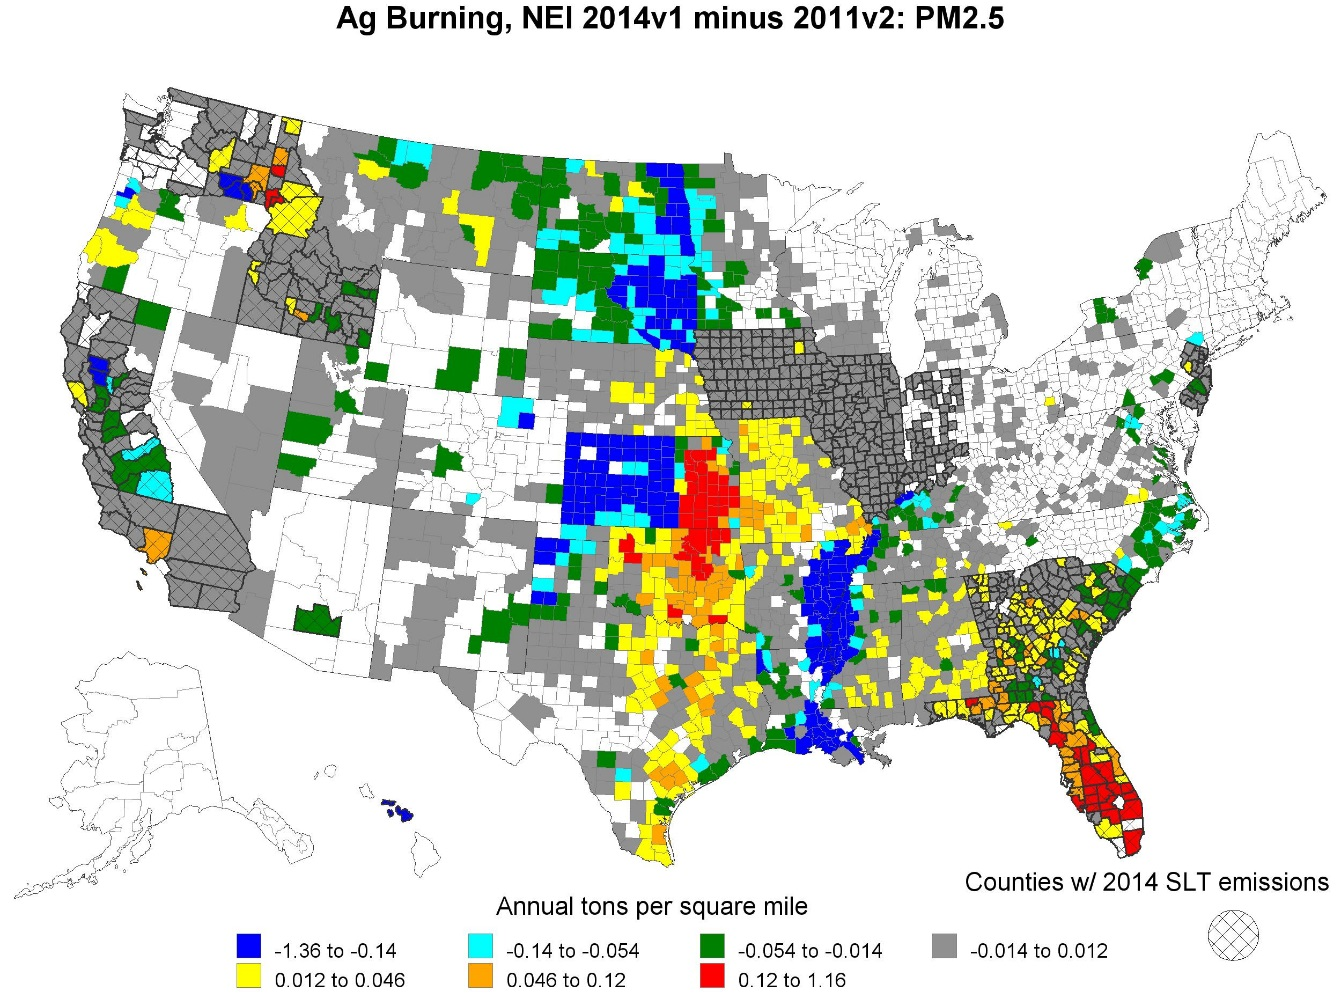 Ag Burning, NEI 2014v1 minus 2011v2: PM2.5
Counties w/ 2014 SLT emissions
Annual tons per square mile
-1.36 to -0.14
-0.14 to -0.054
-0.054 to -0.014
-0.014 to 0.012
0.012 to 0.046
0.046 to 0.12
0.12 to 1.16